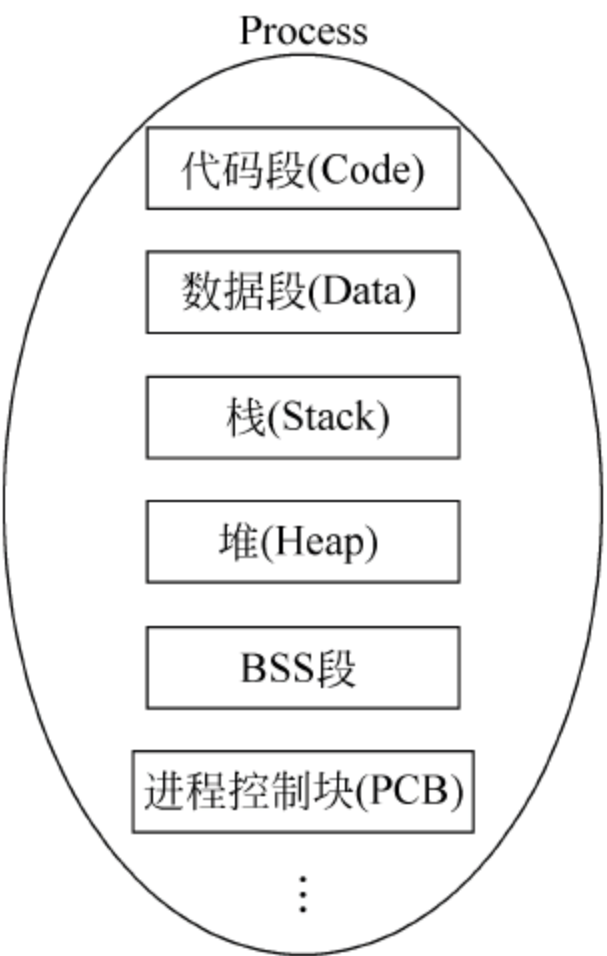 Process
代码段(Code)
数据段(Data)
栈(Stack)
堆(Heap)
BSS段
进程控制块(PCB)
⋮